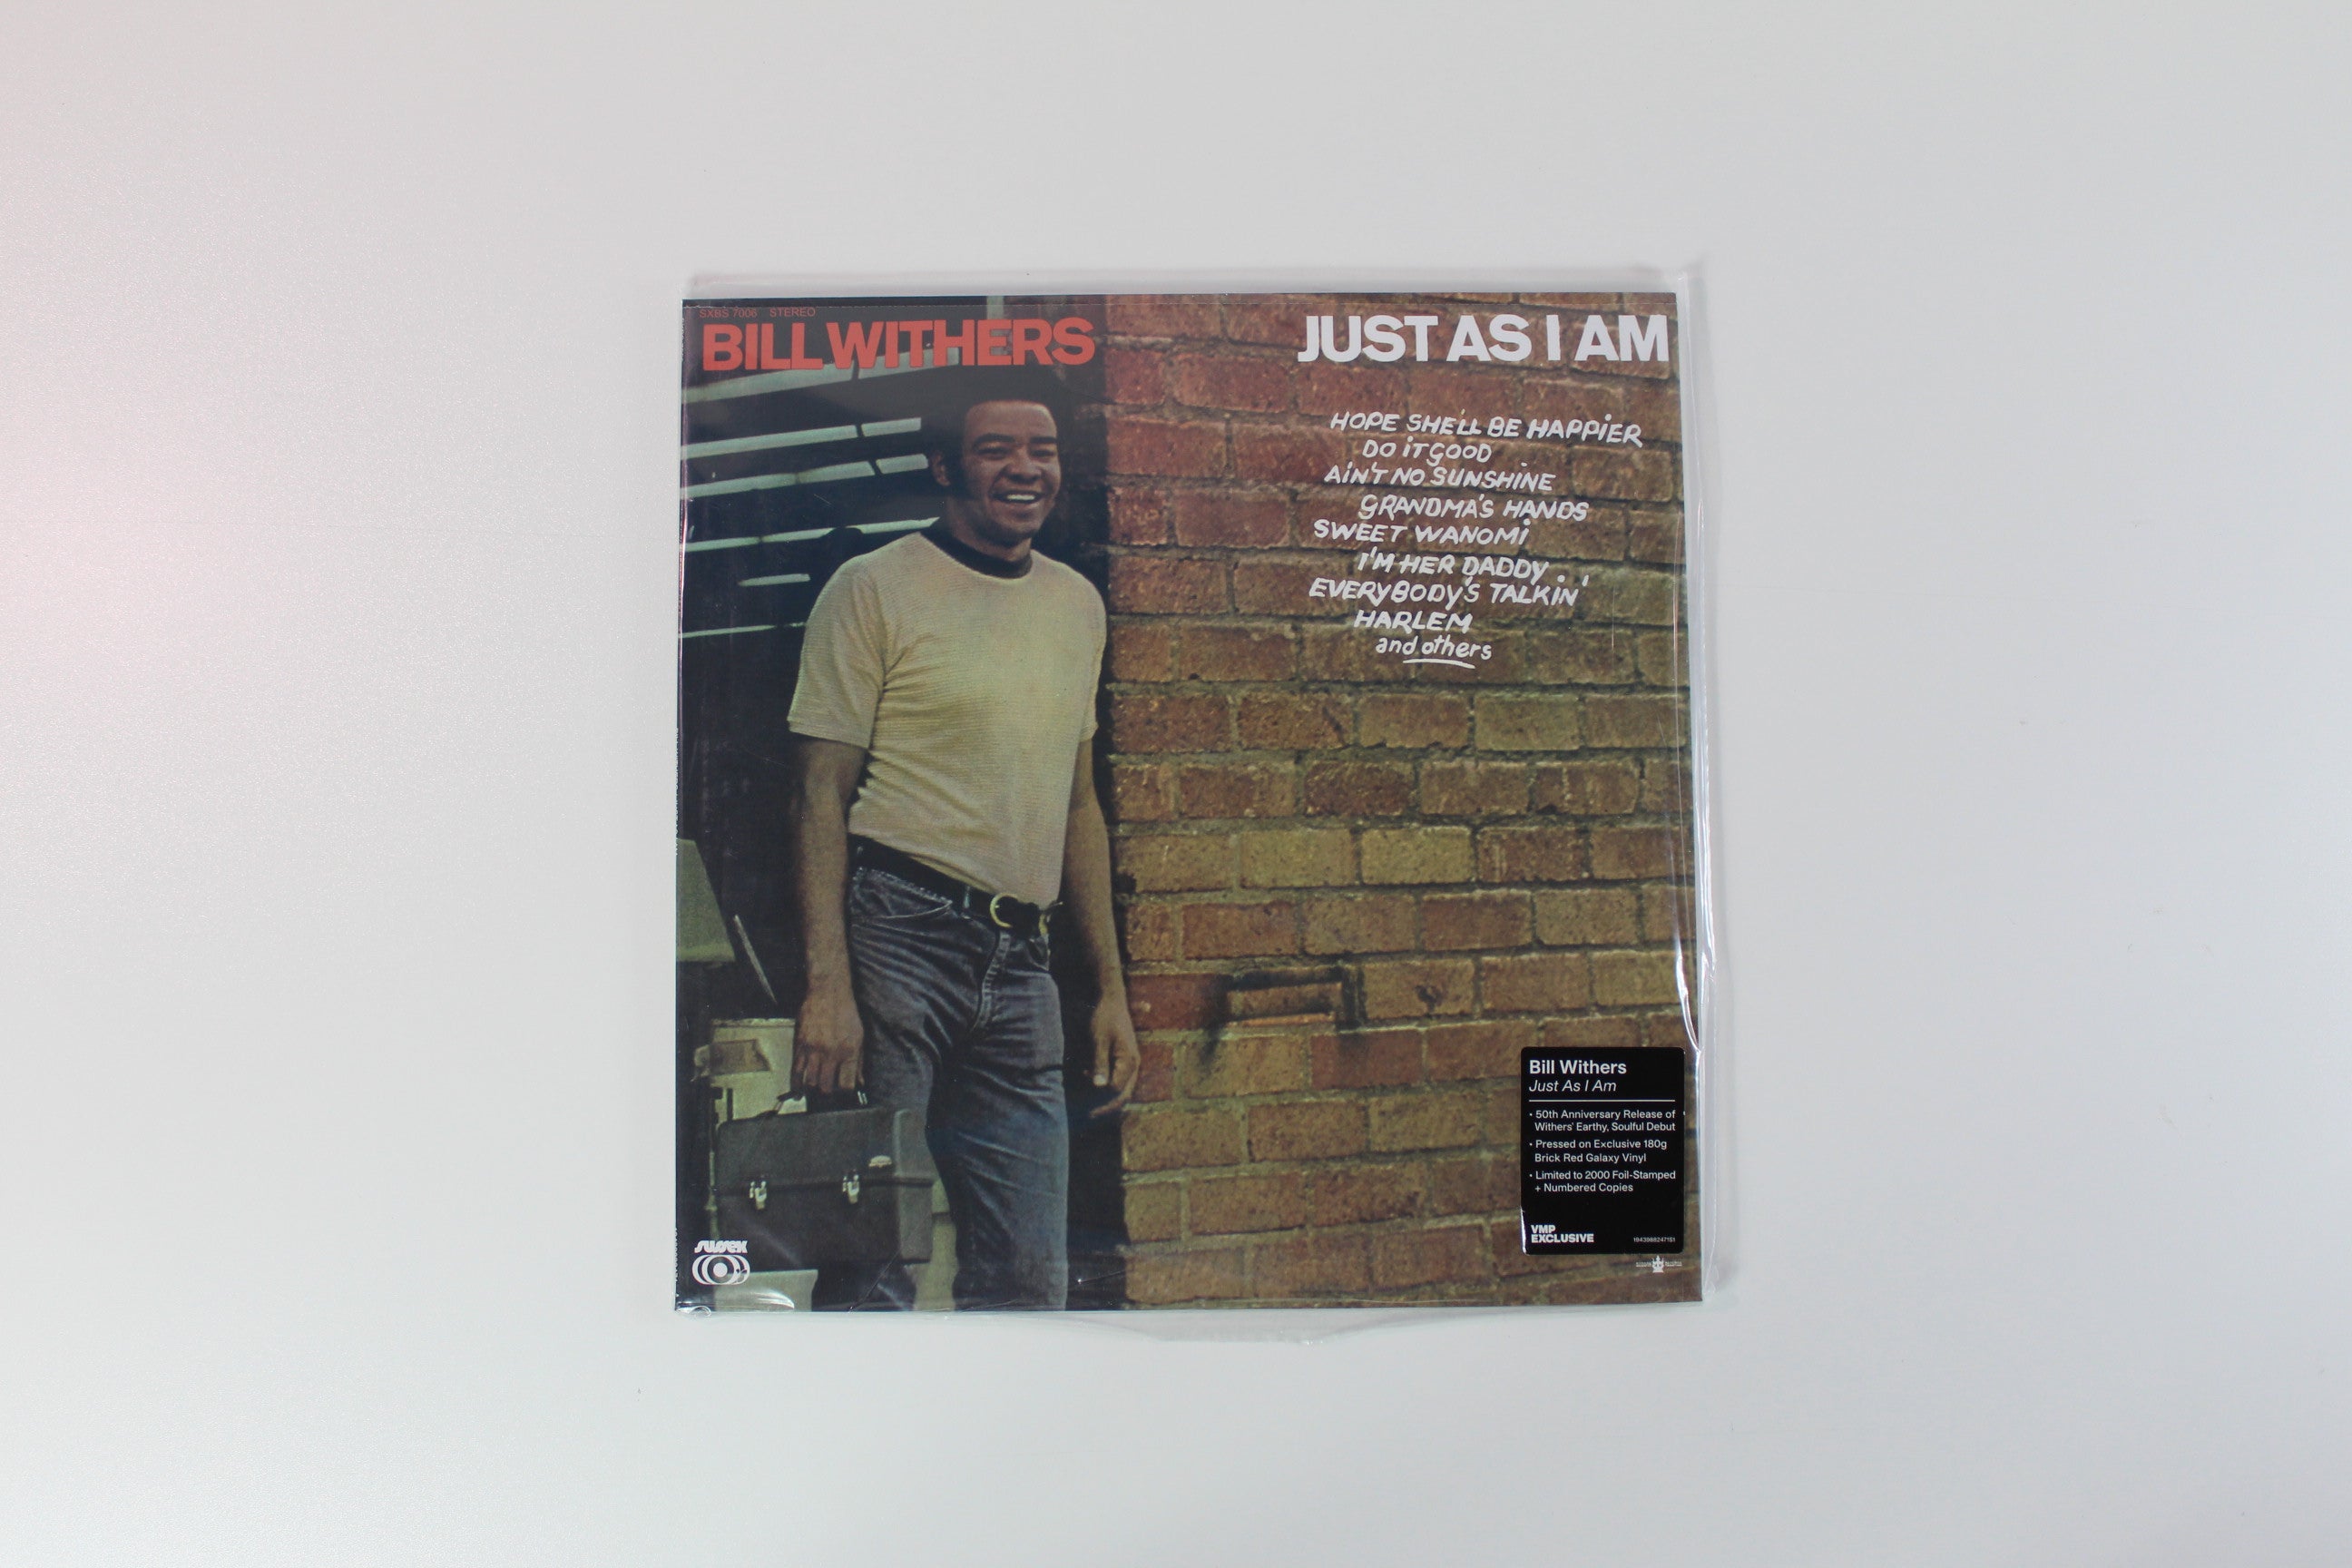 SXBS 7006 STEREO
BILL WITHERS
JUST AS I AM
HOPE SHE'LL BE HAPPiER
DO iT GOOD
AiN'T NO SUNSHiNE
GRANDMA'S HANDS
SWEET WANOMi
I'M HER DADDY
EVERYBODY'S TALKiN'
HARLEM
and others
Bill Withers
Just As I Am
• 50th Anniversary Release of
Withers' Earthy, Soulful Debut
• Pressed on Exclusive 180g
Brick Red Galaxy Vinyl
• Limited to 2000 Foil-Stamped
+ Numbered Copies
VMP
EXCLUSIVE
sussex